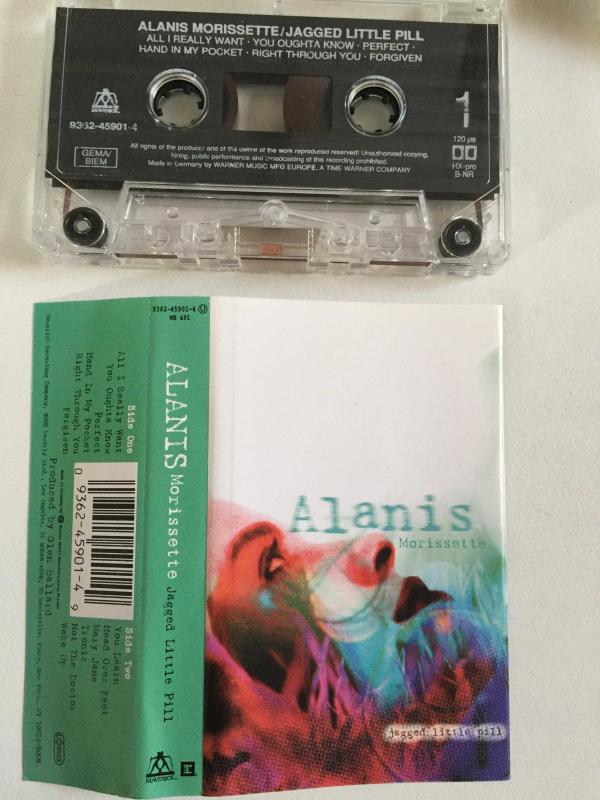 ALANIS MORISSETTE/JAGGED LITTLE PILL
ALL I REALLY WANT · YOU OUGHTA KNOW · PERFECT ·
HAND IN MY POCKET · RIGHT THROUGH YOU · FORGIVEN
MAVERICK
9362-45901-4
1
120 µs
GEMA/
BIEM
HX-pro
B-NR
All rights of the producer and of the owner of the work reproduced reserved! Unauthorized copying,
hiring, public performance and broadcasting of this recording prohibited.
Made in Germany by WARNER MUSIC MFG EUROPE, A TIME WARNER COMPANY
9362-45901-4 U
WE 491
ALANIS Morissette Jagged Little Pill
MAVERICK
R
Side One
All I Really Want
You Oughta Know
Perfect
Hand In My Pocket
Right Through You
Forgiven
0 9362-45901-4 9
Side Two
You Learn
Head Over Feet
Mary Jane
Ironic
Not The Doctor
Wake Up
Produced by Glen Ballard
Alanis
Morissette
jagged little pill